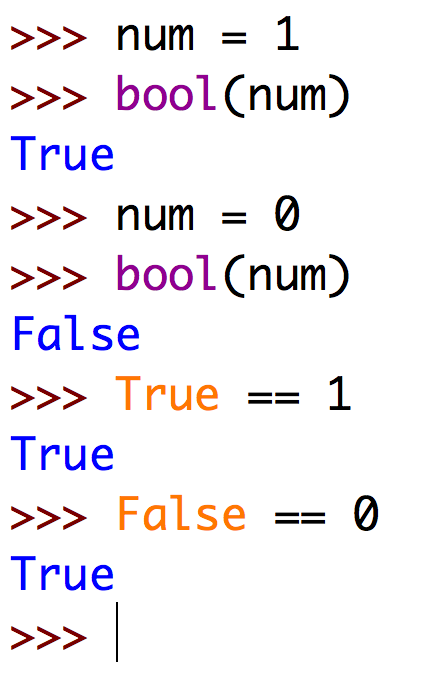 >>> num = 1
>>> bool(num)
True
>>> num = 0
>>> bool(num)
False
>>> True == 1
True
>>> False == 0
True
>>>